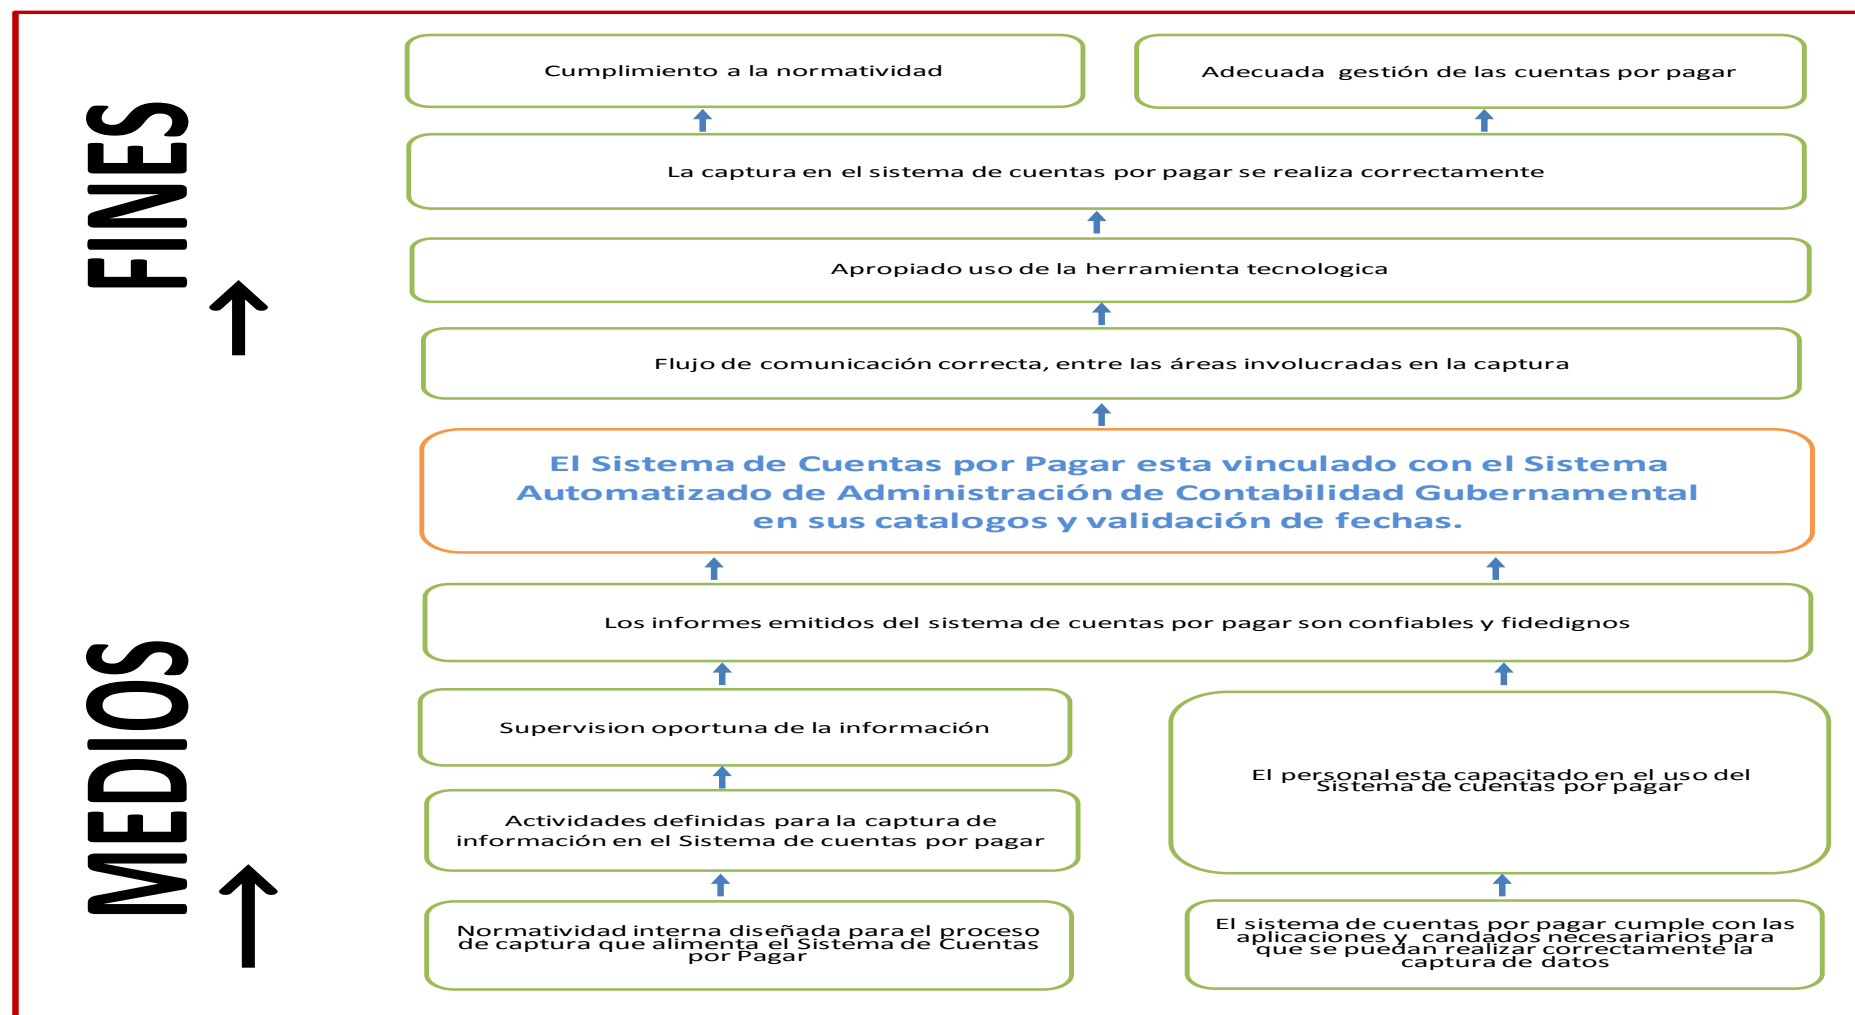 FINES
Cumplimiento a la normatividad
Adecuada gestión de las cuentas por pagar
La captura en el sistema de cuentas por pagar se realiza correctamente
Apropiado uso de la herramienta tecnologica
Flujo de comunicación correcta, entre las áreas involucradas en la captura
El Sistema de Cuentas por Pagar esta vinculado con el Sistema
Automatizado de Administración de Contabilidad Gubernamental
en sus catalogos y validación de fechas.
MEDIOS
Los informes emitidos del sistema de cuentas por pagar son confiables y fidedignos
Supervision oportuna de la información
El personal esta capacitado en el uso del
Sistema de cuentas por pagar
Actividades definidas para la captura de
información en el Sistema de cuentas por pagar
Normatividad interna diseñada para el proceso
de captura que alimenta el Sistema de Cuentas
por Pagar
El sistema de cuentas por pagar cumple con las
aplicaciones y candados necesariarios para
que se puedan realizar correctamente la
captura de datos